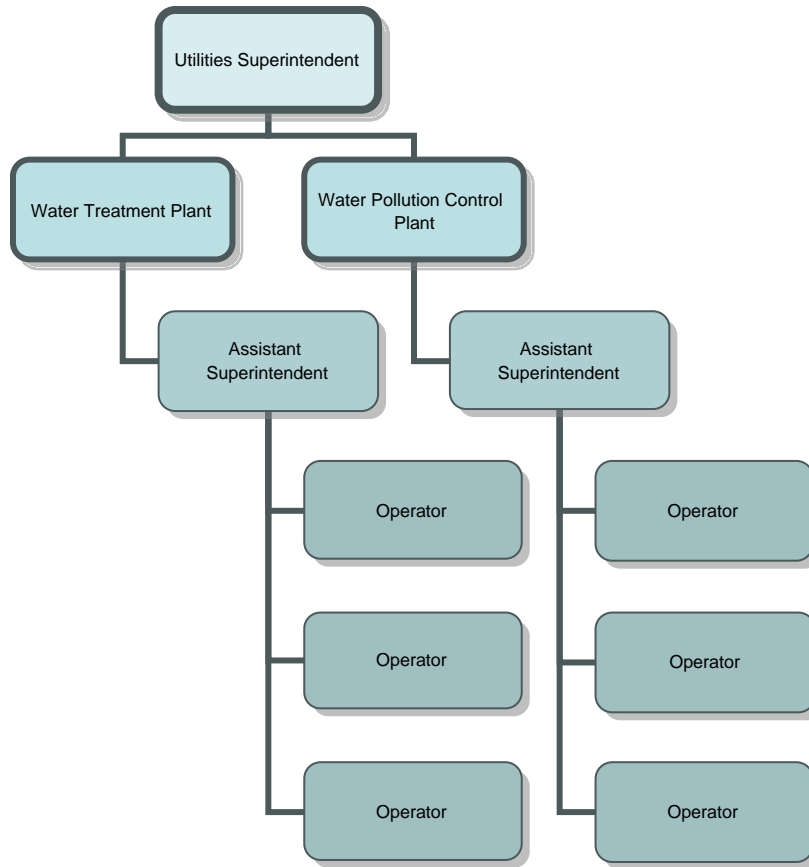 Utilities Superintendent
Water Treatment Plant
Water Pollution Control
Plant
Assistant
Superintendent
Assistant
Superintendent
Operator
Operator
Operator
Operator
Operator
Operator